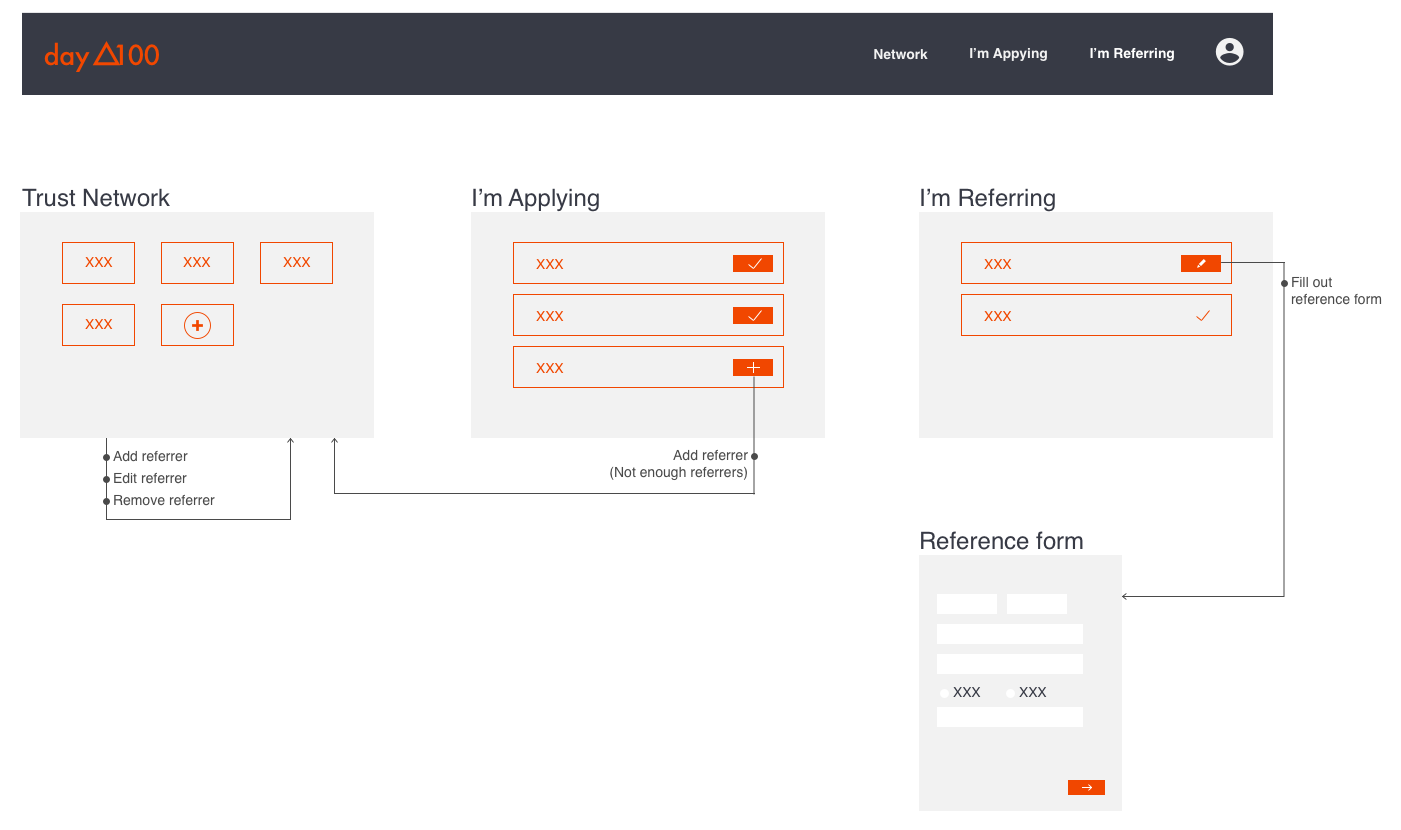 day 100
Network
I'm Appying
I'm Referring
Trust Network
XXX
XXX
XXX
XXX
Add referrer
Edit referrer
Remove referrer
I'm Applying
XXX
XXX
XXX
Add referrer
(Not enough referrers)
I'm Referring
XXX
XXX
Fill out
reference form
Reference form
XXX
XXX